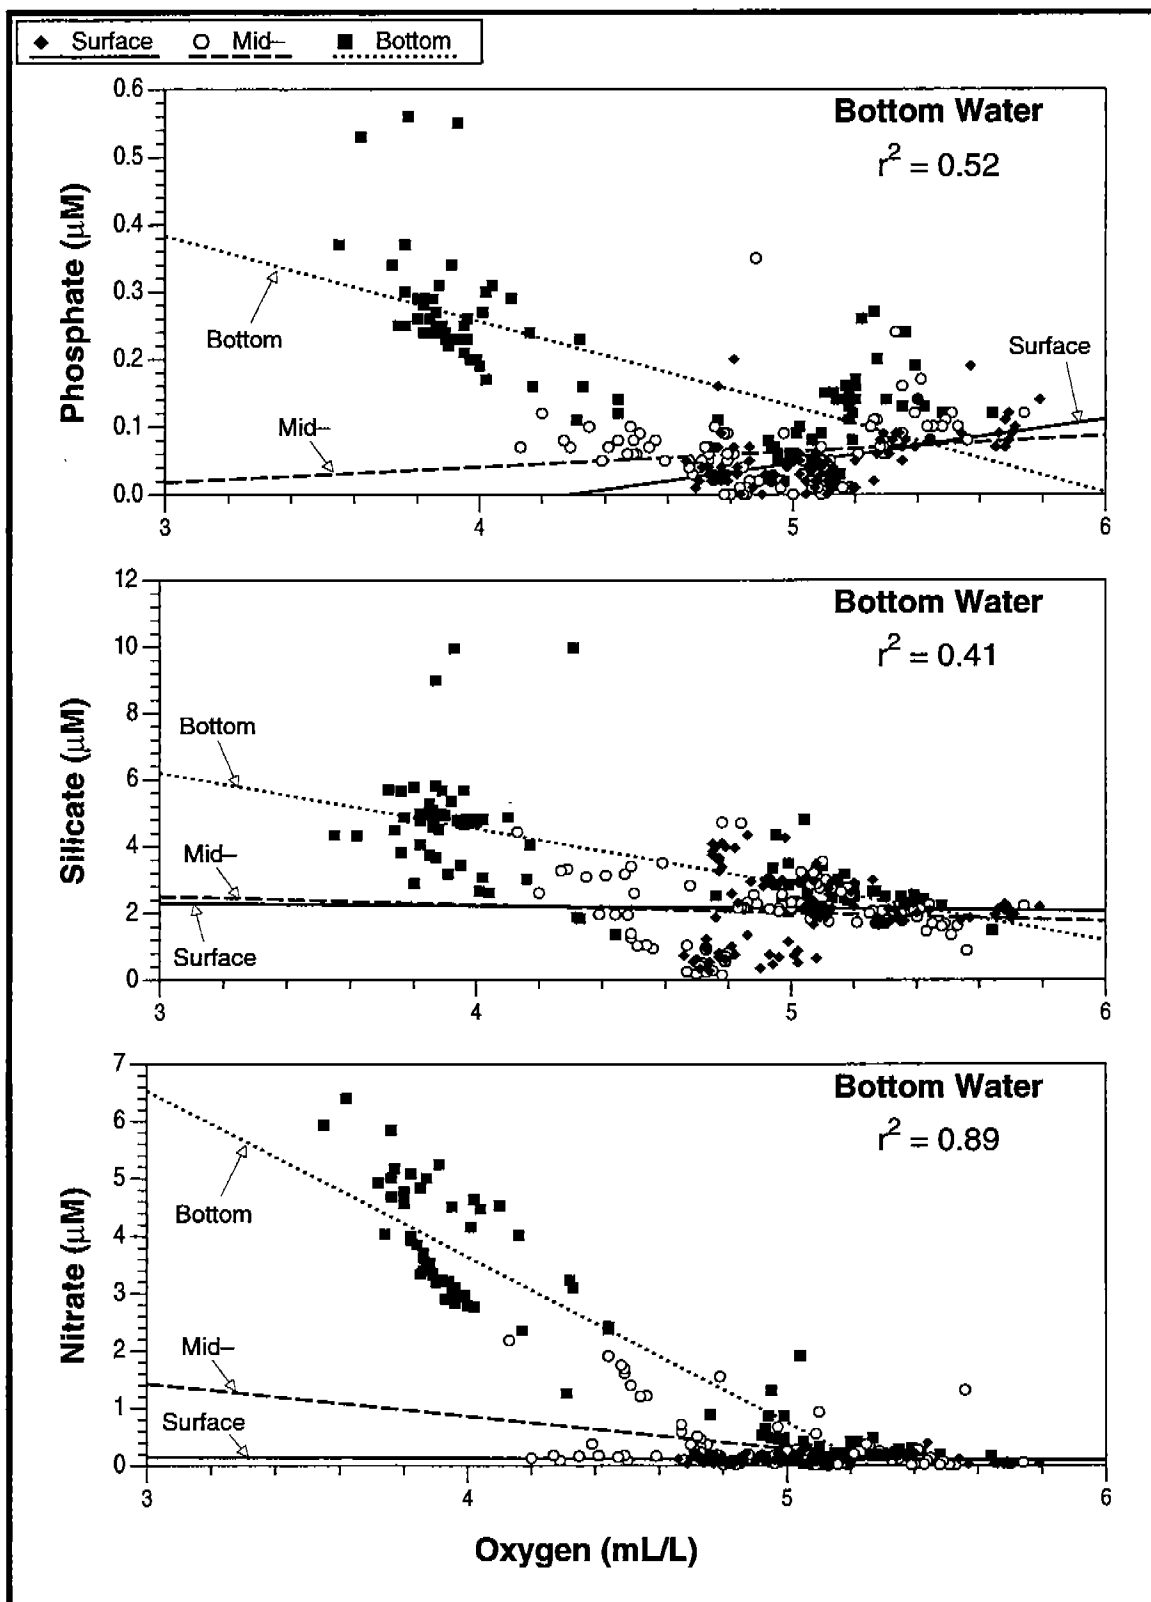 Surface Mid– Bottom
Bottom Water
r² = 0.52
Phosphate (μM)
0.6
0.5
0.4
0.3
0.2
0.1
0.0
Bottom
Mid–
Surface
3 4 5 6
Bottom Water
r² = 0.41
Silicate (μM)
12
10
8
6
4
2
0
Bottom
Mid–
Surface
3 4 5 6
Bottom Water
r² = 0.89
Nitrate (μM)
7
6
5
4
3
2
1
0
Bottom
Mid–
Surface
3 4 5 6
Oxygen (mL/L)